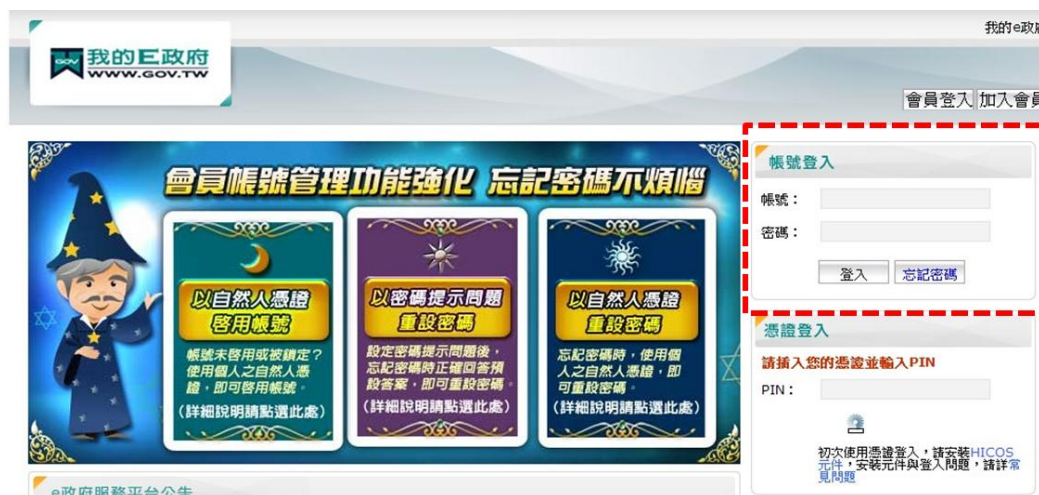 我的e政府
GOV 我的E政府
WWW.GOV.TW
會員登入 加入會員
會員帳號管理功能強化 忘記密碼不煩惱
以自然人憑證
啓用帳號
帳號未啓用或被鎖定？
使用個人之自然人憑
證，即可啓用帳號。
(詳細說明請點選此處)
以密碼提示問題
重設密碼
設定密碼提示問題後，
忘記密碼時正確回答預
設答案，即可重設密碼。
(詳細說明請點選此處)
以自然人憑證
重設密碼
忘記密碼時，使用個
人之自然人憑證，即
可重設密碼。
(詳細說明請點選此處)
帳號登入
帳號：
密碼：
登入 忘記密碼
憑證登入
請插入您的憑證並輸入PIN
PIN：
初次使用憑證登入，請安裝HICOS
元件，安裝元件與登入問題，請詳常
見問題
e政府服務平台公告